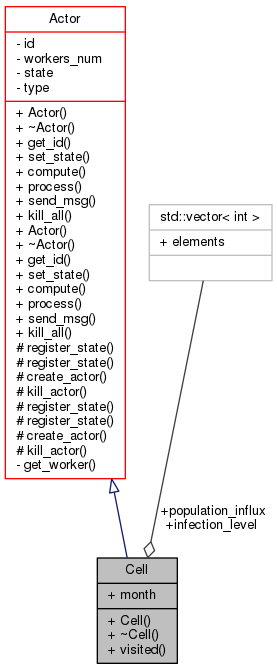 Actor
- id
- workers_num
- state
- type
+ Actor()
+ ~Actor()
+ get_id()
+ set_state()
+ compute()
+ process()
+ send_msg()
+ kill_all()
+ Actor()
+ ~Actor()
+ get_id()
+ set_state()
+ compute()
+ process()
+ send_msg()
+ kill_all()
# register_state()
# register_state()
# create_actor()
# kill_actor()
# register_state()
# register_state()
# create_actor()
# kill_actor()
- get_worker()
std::vector< int >
+ elements
+population_influx
+infection_level
Cell
+ month
+ Cell()
+ ~Cell()
+ visited()